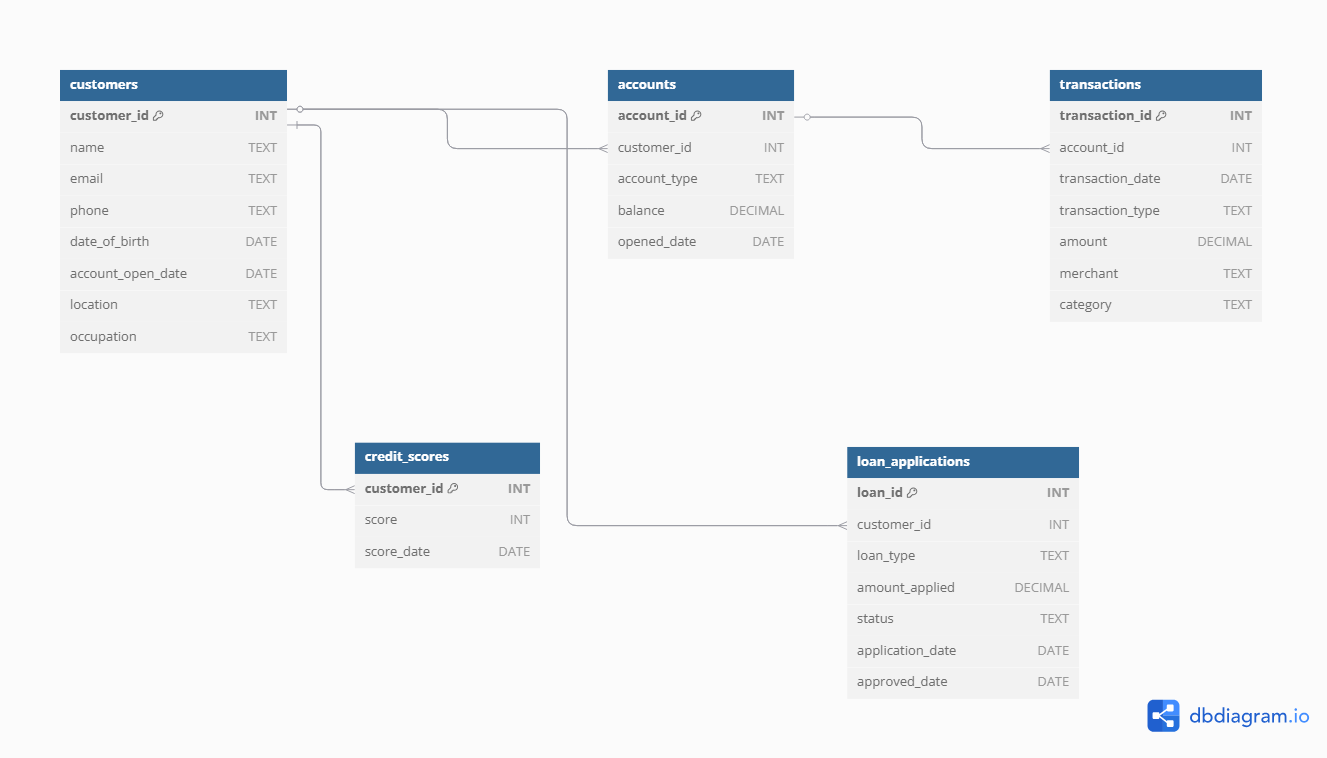 customers
customer_id INT
name TEXT
email TEXT
phone TEXT
date_of_birth DATE
account_open_date DATE
location TEXT
occupation TEXT
accounts
account_id INT
customer_id INT
account_type TEXT
balance DECIMAL
opened_date DATE
transactions
transaction_id INT
account_id INT
transaction_date DATE
transaction_type TEXT
amount DECIMAL
merchant TEXT
category TEXT
credit_scores
customer_id INT
score INT
score_date DATE
loan_applications
loan_id INT
customer_id INT
loan_type TEXT
amount_applied DECIMAL
status TEXT
application_date DATE
approved_date DATE
dbdiagram.io